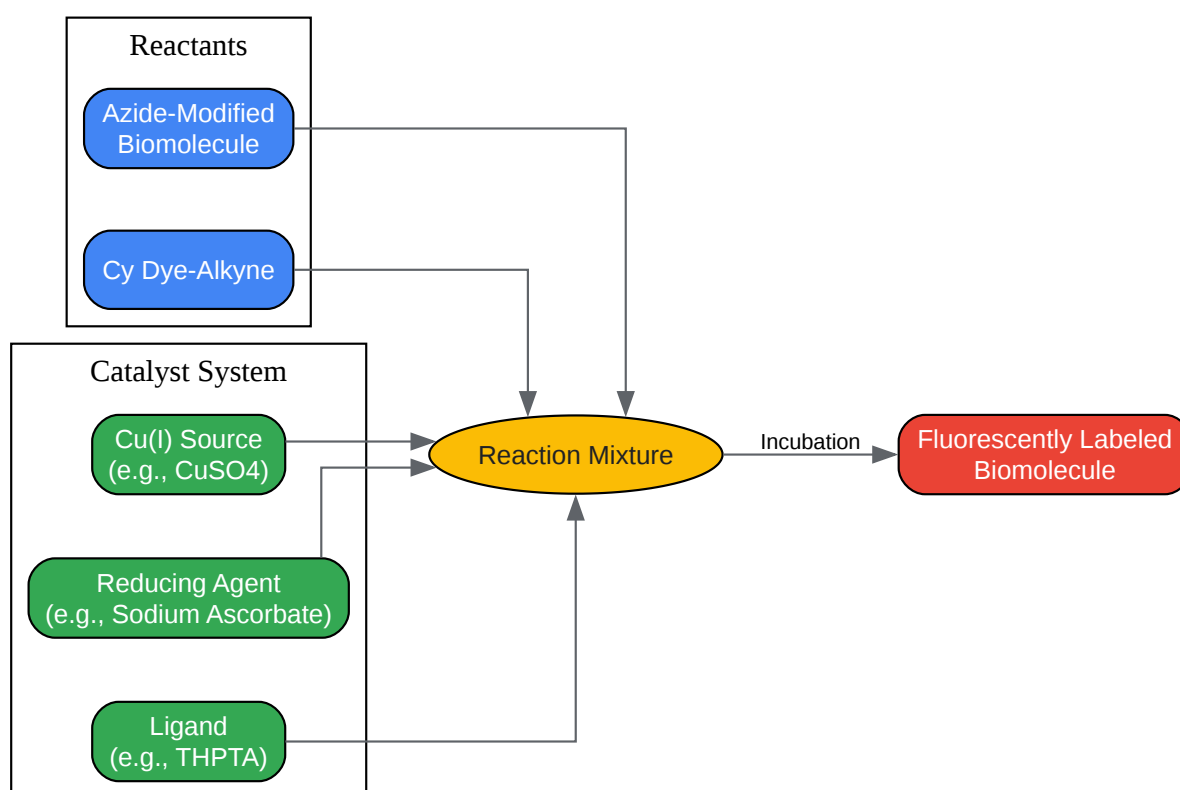 Reactants
Azide-Modified
Biomolecule
Cy Dye-Alkyne
Catalyst System
Cu(I) Source
(e.g., CuSO4)
Reducing Agent
(e.g., Sodium Ascorbate)
Ligand
(e.g., THPTA)
Reaction Mixture
Incubation
Fluorescently Labeled
Biomolecule